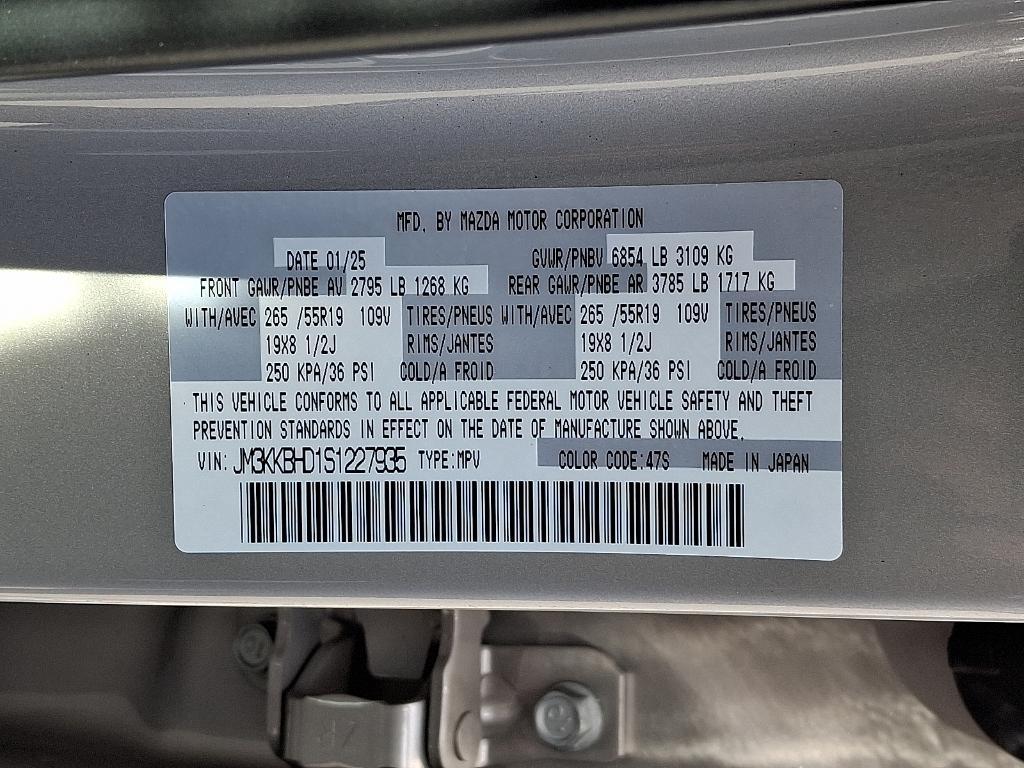 MFD. BY MAZDA MOTOR CORPORATION
DATE 01/25 GVWR/PNBV 6854 LB 3109 KG
FRONT GAWR/PNBE AV 2795 LB 1268 KG REAR GAWR/PNBE AR 3785 LB 1717 KG
WITH/AVEC 265 /55R19 109V TIRES/PNEUS WITH/AVEC 265 /55R19 109V TIRES/PNEUS
19X8 1/2J RIMS/JANTES 19X8 1/2J RIMS/JANTES
250 KPA/36 PSI COLD/A FROID 250 KPA/36 PSI COLD/A FROID
THIS VEHICLE CONFORMS TO ALL APPLICABLE FEDERAL MOTOR VEHICLE SAFETY AND THEFT
PREVENTION STANDARDS IN EFFECT ON THE DATE OF MANUFACTURE SHOWN ABOVE.
VIN: JM3KKBHD1S1227935 TYPE:MPV COLOR CODE:47S MADE IN JAPAN